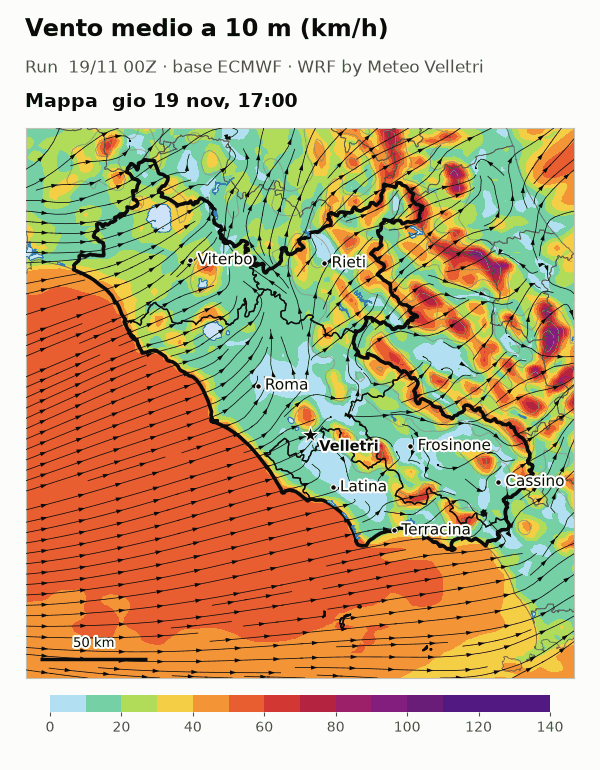 Vento medio a 10 m (km/h)
Run 19/11 00Z · base ECMWF · WRF by Meteo Velletri
Mappa gio 19 nov, 17:00
Viterbo
Rieti
Roma
Velletri
Frosinone
Cassino
Latina
Terracina
50 km
0 20 40 60 80 100 120 140